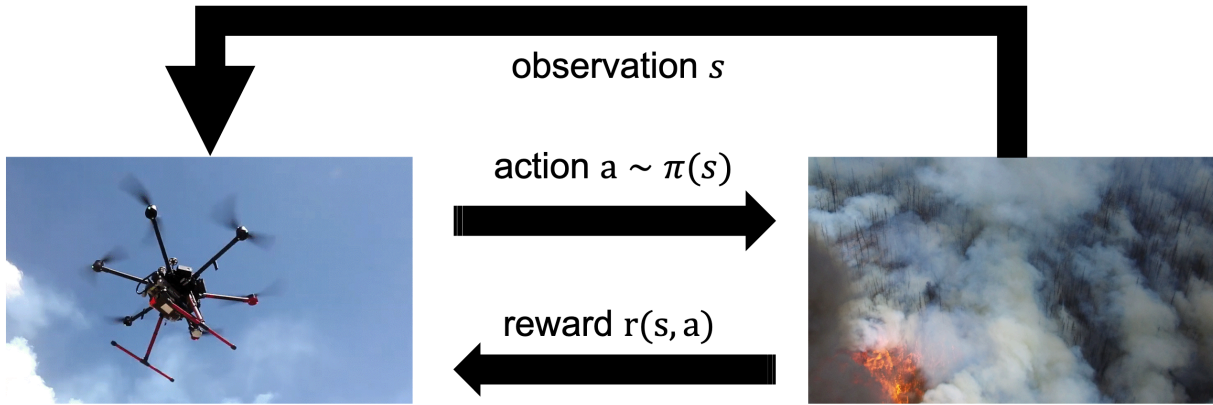 observation s
action a ~ π(s)
reward r(s, a)